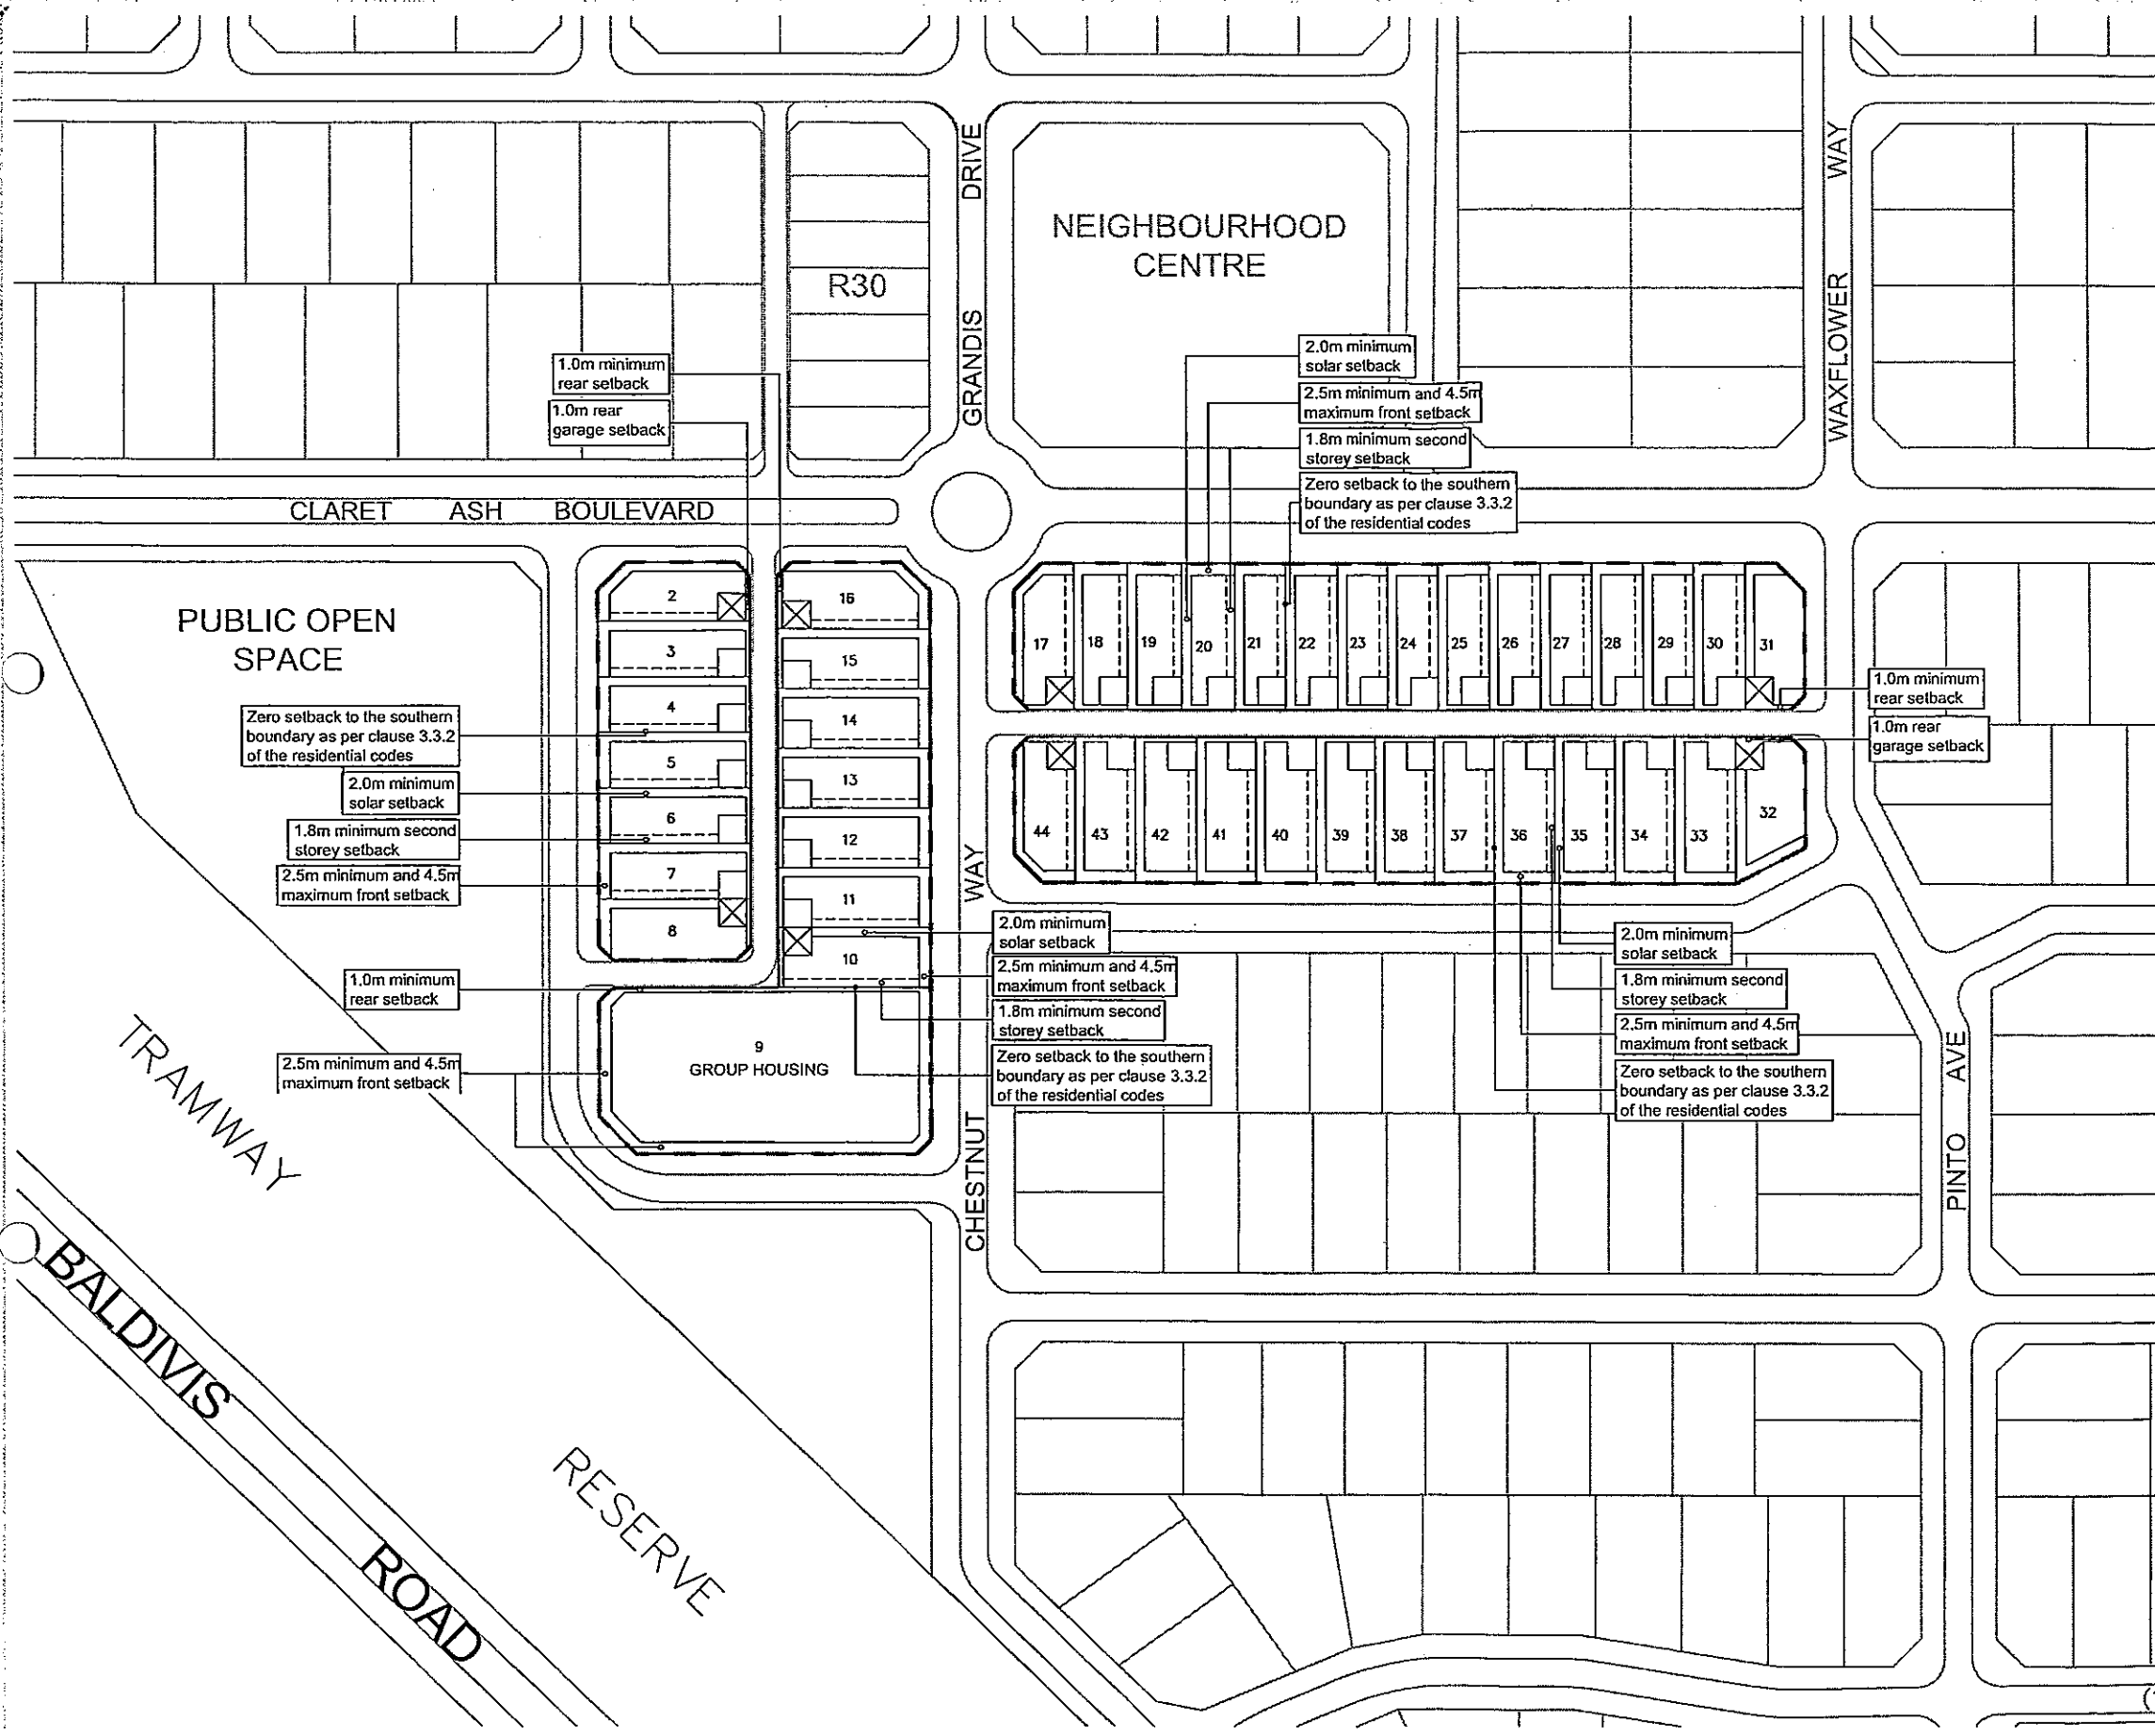 DRIVE
GRANDIS
WAY
WAXFLOWER
NEIGHBOURHOOD
CENTRE
R30
1.0m minimum
rear setback
1.0m rear
garage setback
2.0m minimum
solar setback
2.5m minimum and 4.5m
maximum front setback
1.8m minimum second
storey setback
Zero setback to the southern
boundary as per clause 3.3.2
of the residential codes
CLARET ASH BOULEVARD
PUBLIC OPEN
SPACE
2
3
4
5
6
7
8
16
15
14
13
12
11
10
17 18 19 20 21 22 23 24 25 26 27 28 29 30 31
44 43 42 41 40 39 38 37 36 35 34 33 32
1.0m minimum
rear setback
1.0m rear
garage setback
Zero setback to the southern
boundary as per clause 3.3.2
of the residential codes
2.0m minimum
solar setback
1.8m minimum second
storey setback
2.5m minimum and 4.5m
maximum front setback
1.0m minimum
rear setback
2.5m minimum and 4.5m
maximum front setback
9
GROUP HOUSING
2.0m minimum
solar setback
2.5m minimum and 4.5m
maximum front setback
1.8m minimum second
storey setback
Zero setback to the southern
boundary as per clause 3.3.2
of the residential codes
2.0m minimum
solar setback
1.8m minimum second
storey setback
2.5m minimum and 4.5m
maximum front setback
Zero setback to the southern
boundary as per clause 3.3.2
of the residential codes
WAY
CHESTNUT
AVE
PINTO
TRAMWAY
RESERVE
BALDIVIS
ROAD